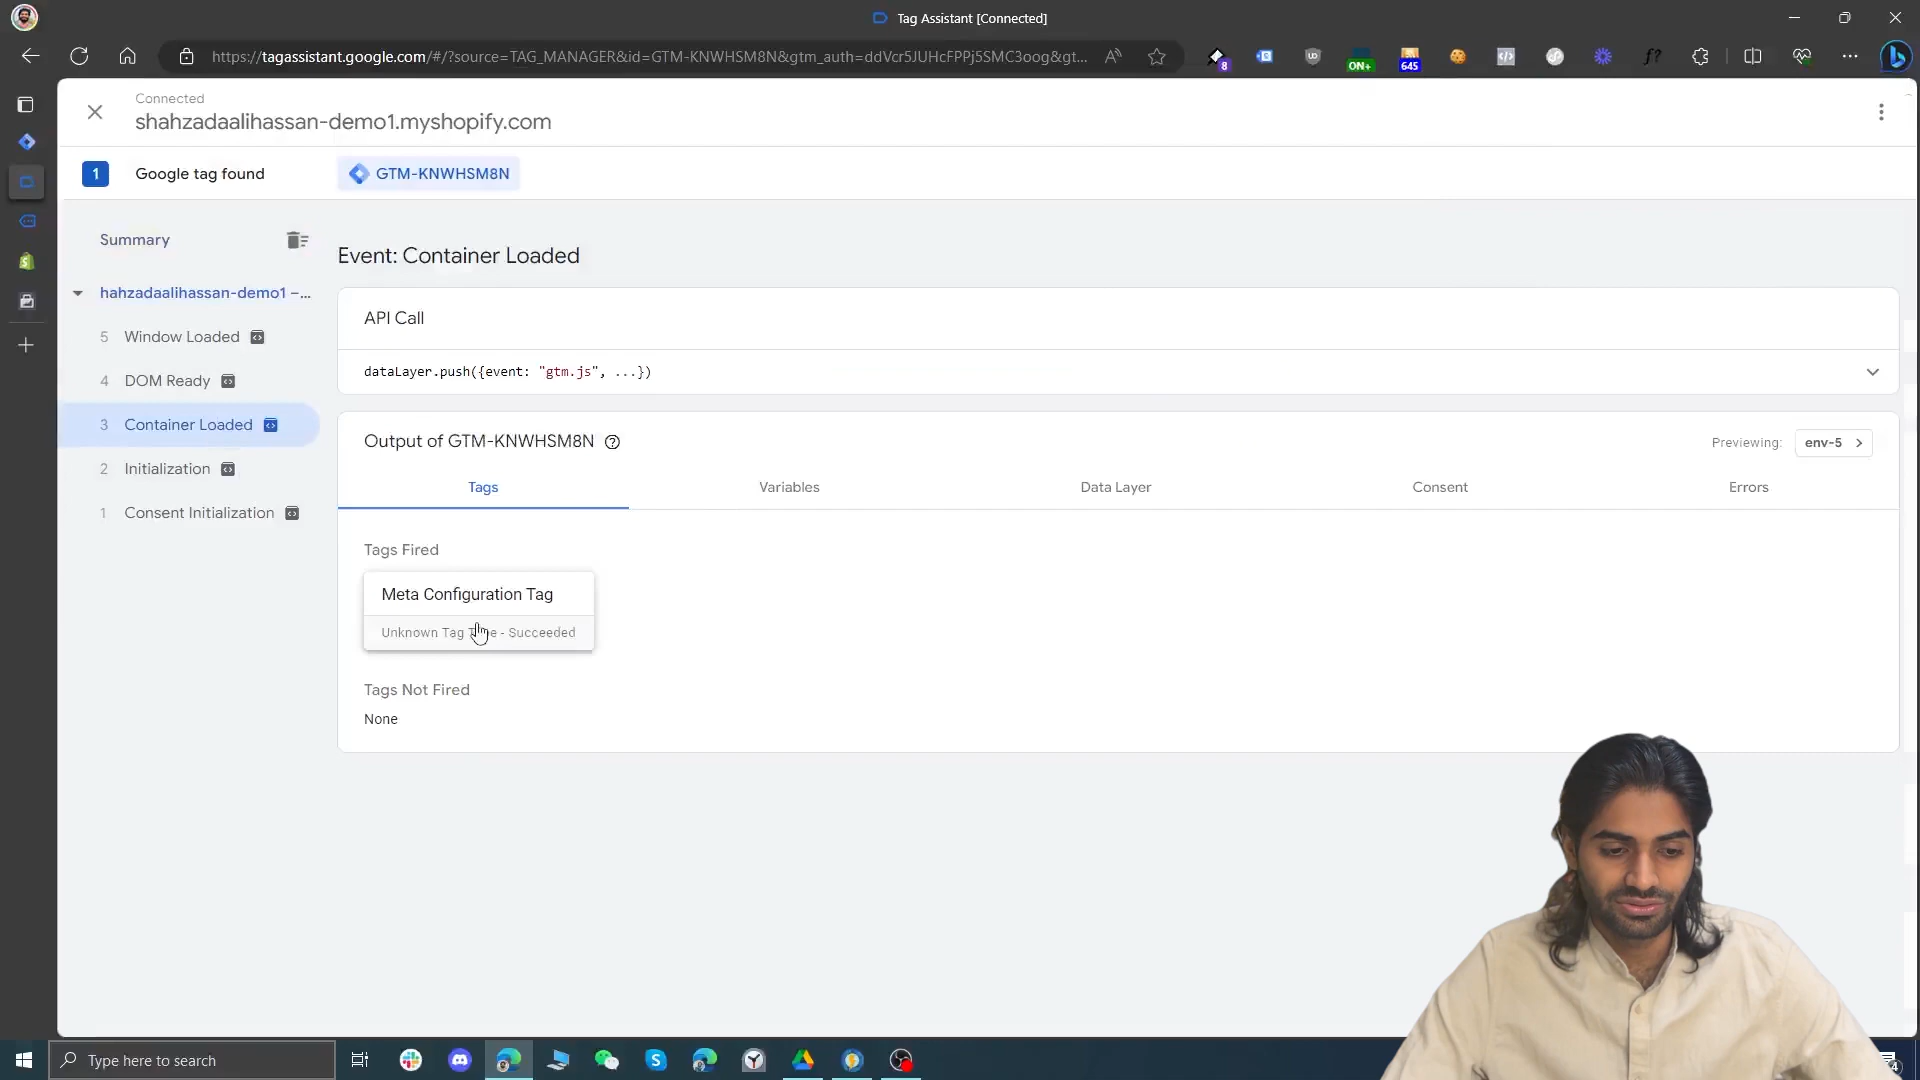 Tag Assistant [Connected]
https://tagassistant.google.com/#/?source=TAG_MANAGER&id=GTM-KNWHSM8N&gtm_auth=ddVcr5JUHcFPPj5SMC3oog&gt...
8
ON+
645
Connected
shahzadaalihassan-demo1.myshopify.com
1
Google tag found
GTM-KNWHSM8N
Summary
hahzadaalihassan-demo1 –...
5 Window Loaded
4 DOM Ready
3 Container Loaded
2 Initialization
1 Consent Initialization
Event: Container Loaded
API Call
dataLayer.push({event: "gtm.js", ...})
Output of GTM-KNWHSM8N
Previewing: env-5
Tags
Variables
Data Layer
Consent
Errors
Tags Fired
Meta Configuration Tag
Unknown Tag - Succeeded
Tags Not Fired
None
Type here to search